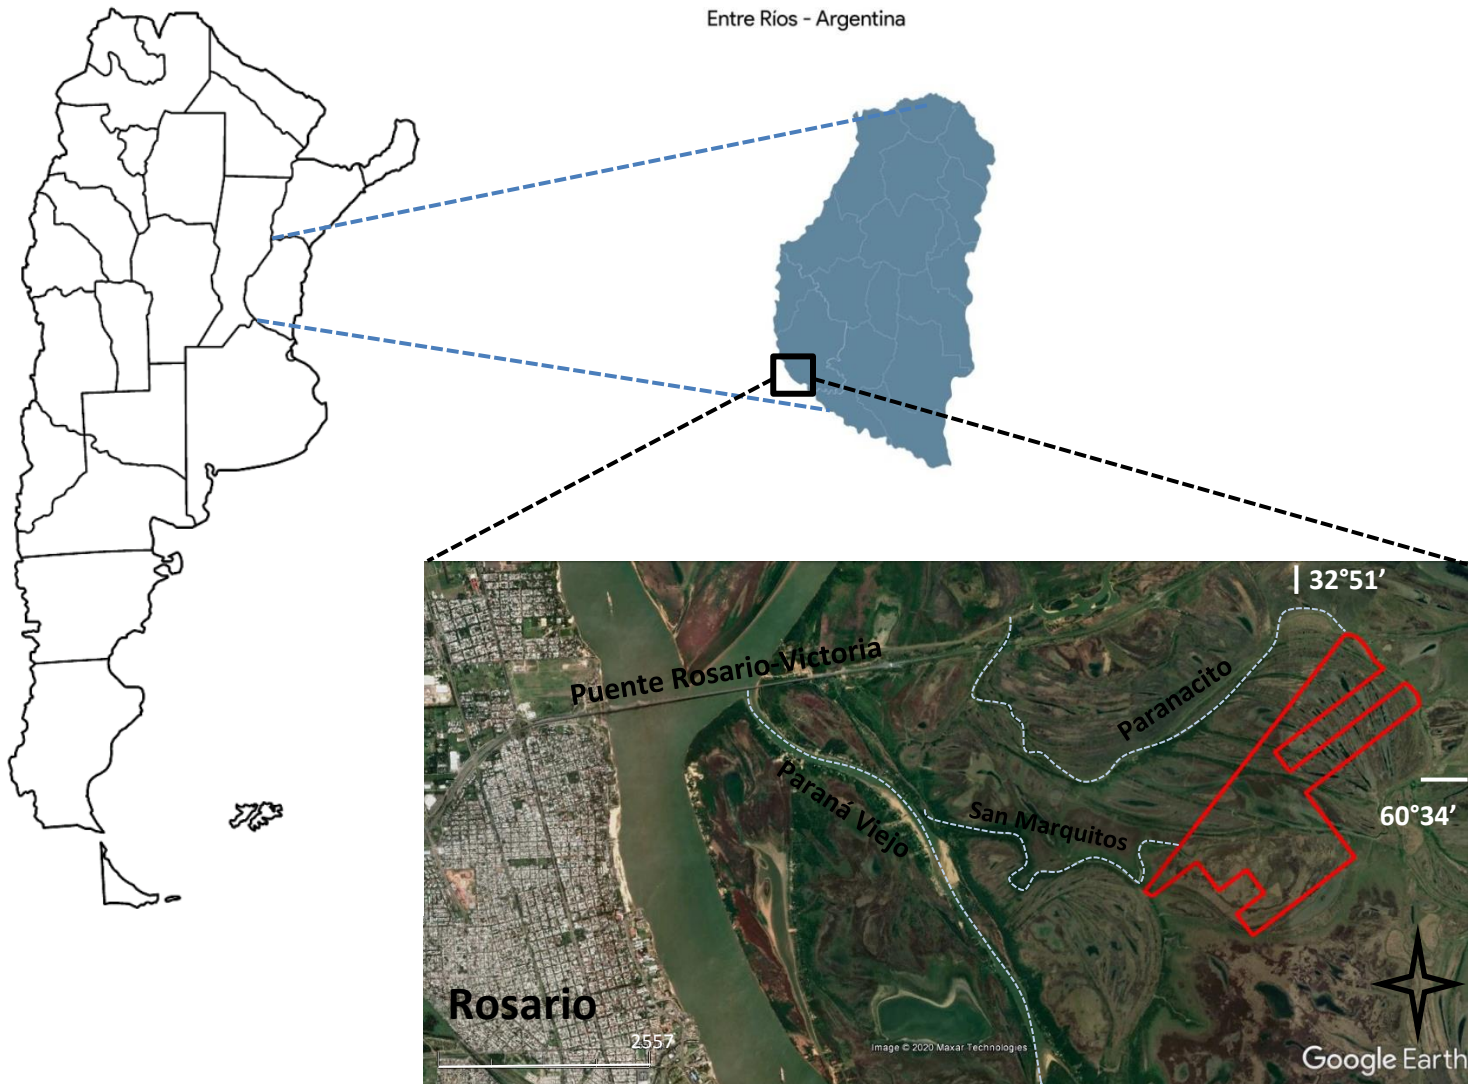 Entre Ríos - Argentina
32°51’
Puente Rosario-Victoria
Paranacito
Paraná Viejo
San Marquitos
60°34’
Rosario
2557
Image © 2020 Maxar Technologies
Google Earth